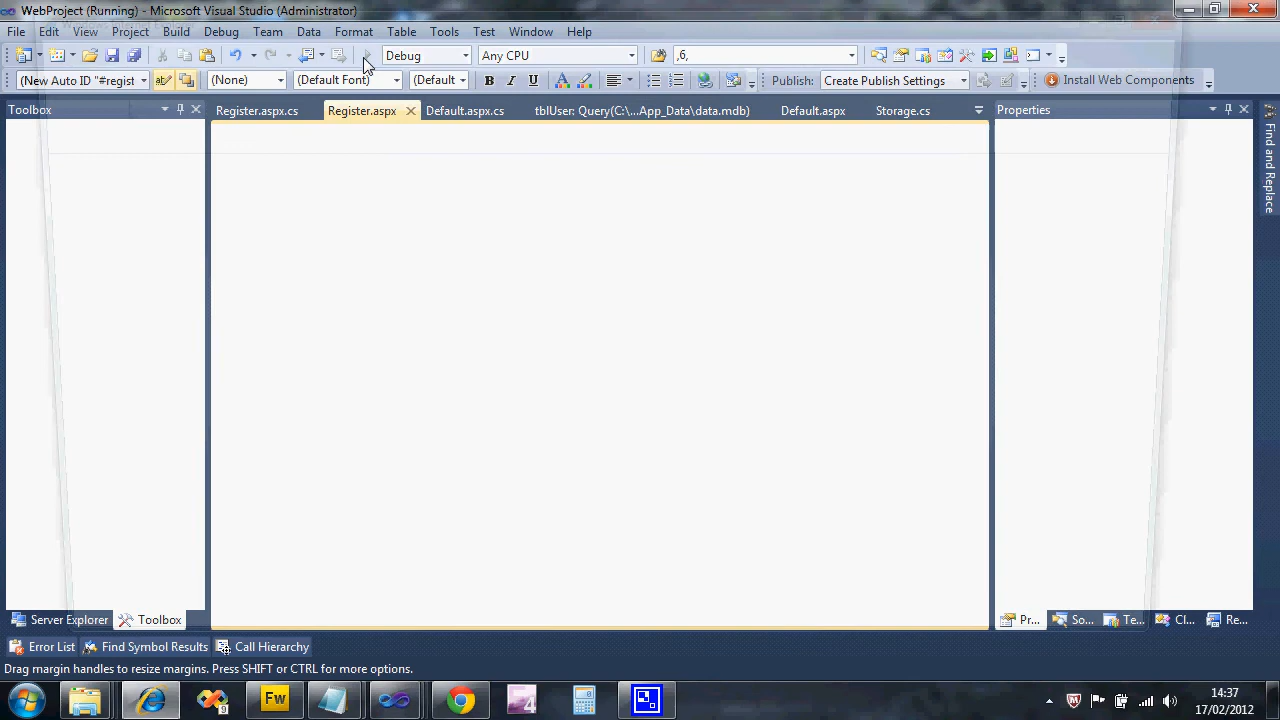 WebProject (Running) - Microsoft Visual Studio (Administrator)
File Edit View Project Build Debug Team Data Format Table Tools Test Window Help
Debug Any CPU ,6,
(New Auto ID "#regist (None) (Default Font) (Default B I U A Publish: Create Publish Settings Install Web Components
Toolbox Register.aspx.cs Register.aspx Default.aspx.cs tblUser: Query(C:\...App_Data\data.mdb) Default.aspx Storage.cs Properties
Find and Replace
Server Explorer Toolbox Pr... So... Te... Cl... Re...
Error List Find Symbol Results Call Hierarchy
Drag margin handles to resize margins. Press SHIFT or CTRL for more options.
Fw 4
14:37
17/02/2012